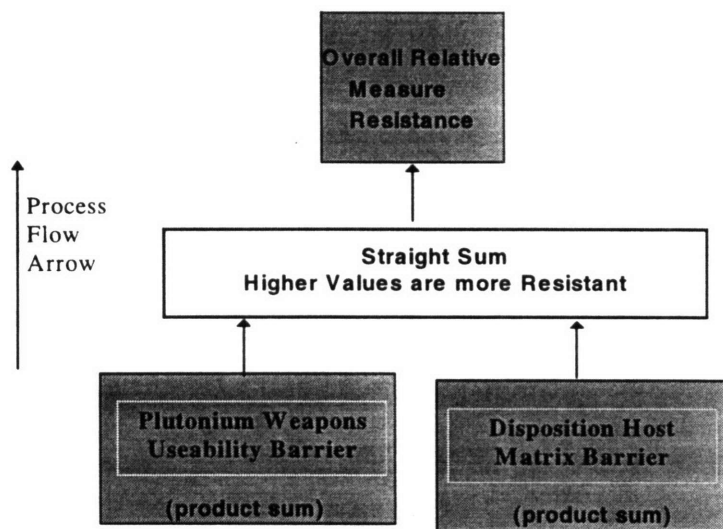 Overall Relative
Measure
Resistance
Process
Flow
Arrow
Straight Sum
Higher Values are more Resistant
Plutonium Weapons
Useability Barrier
(product sum)
Disposition Host
Matrix Barrier
(product sum)